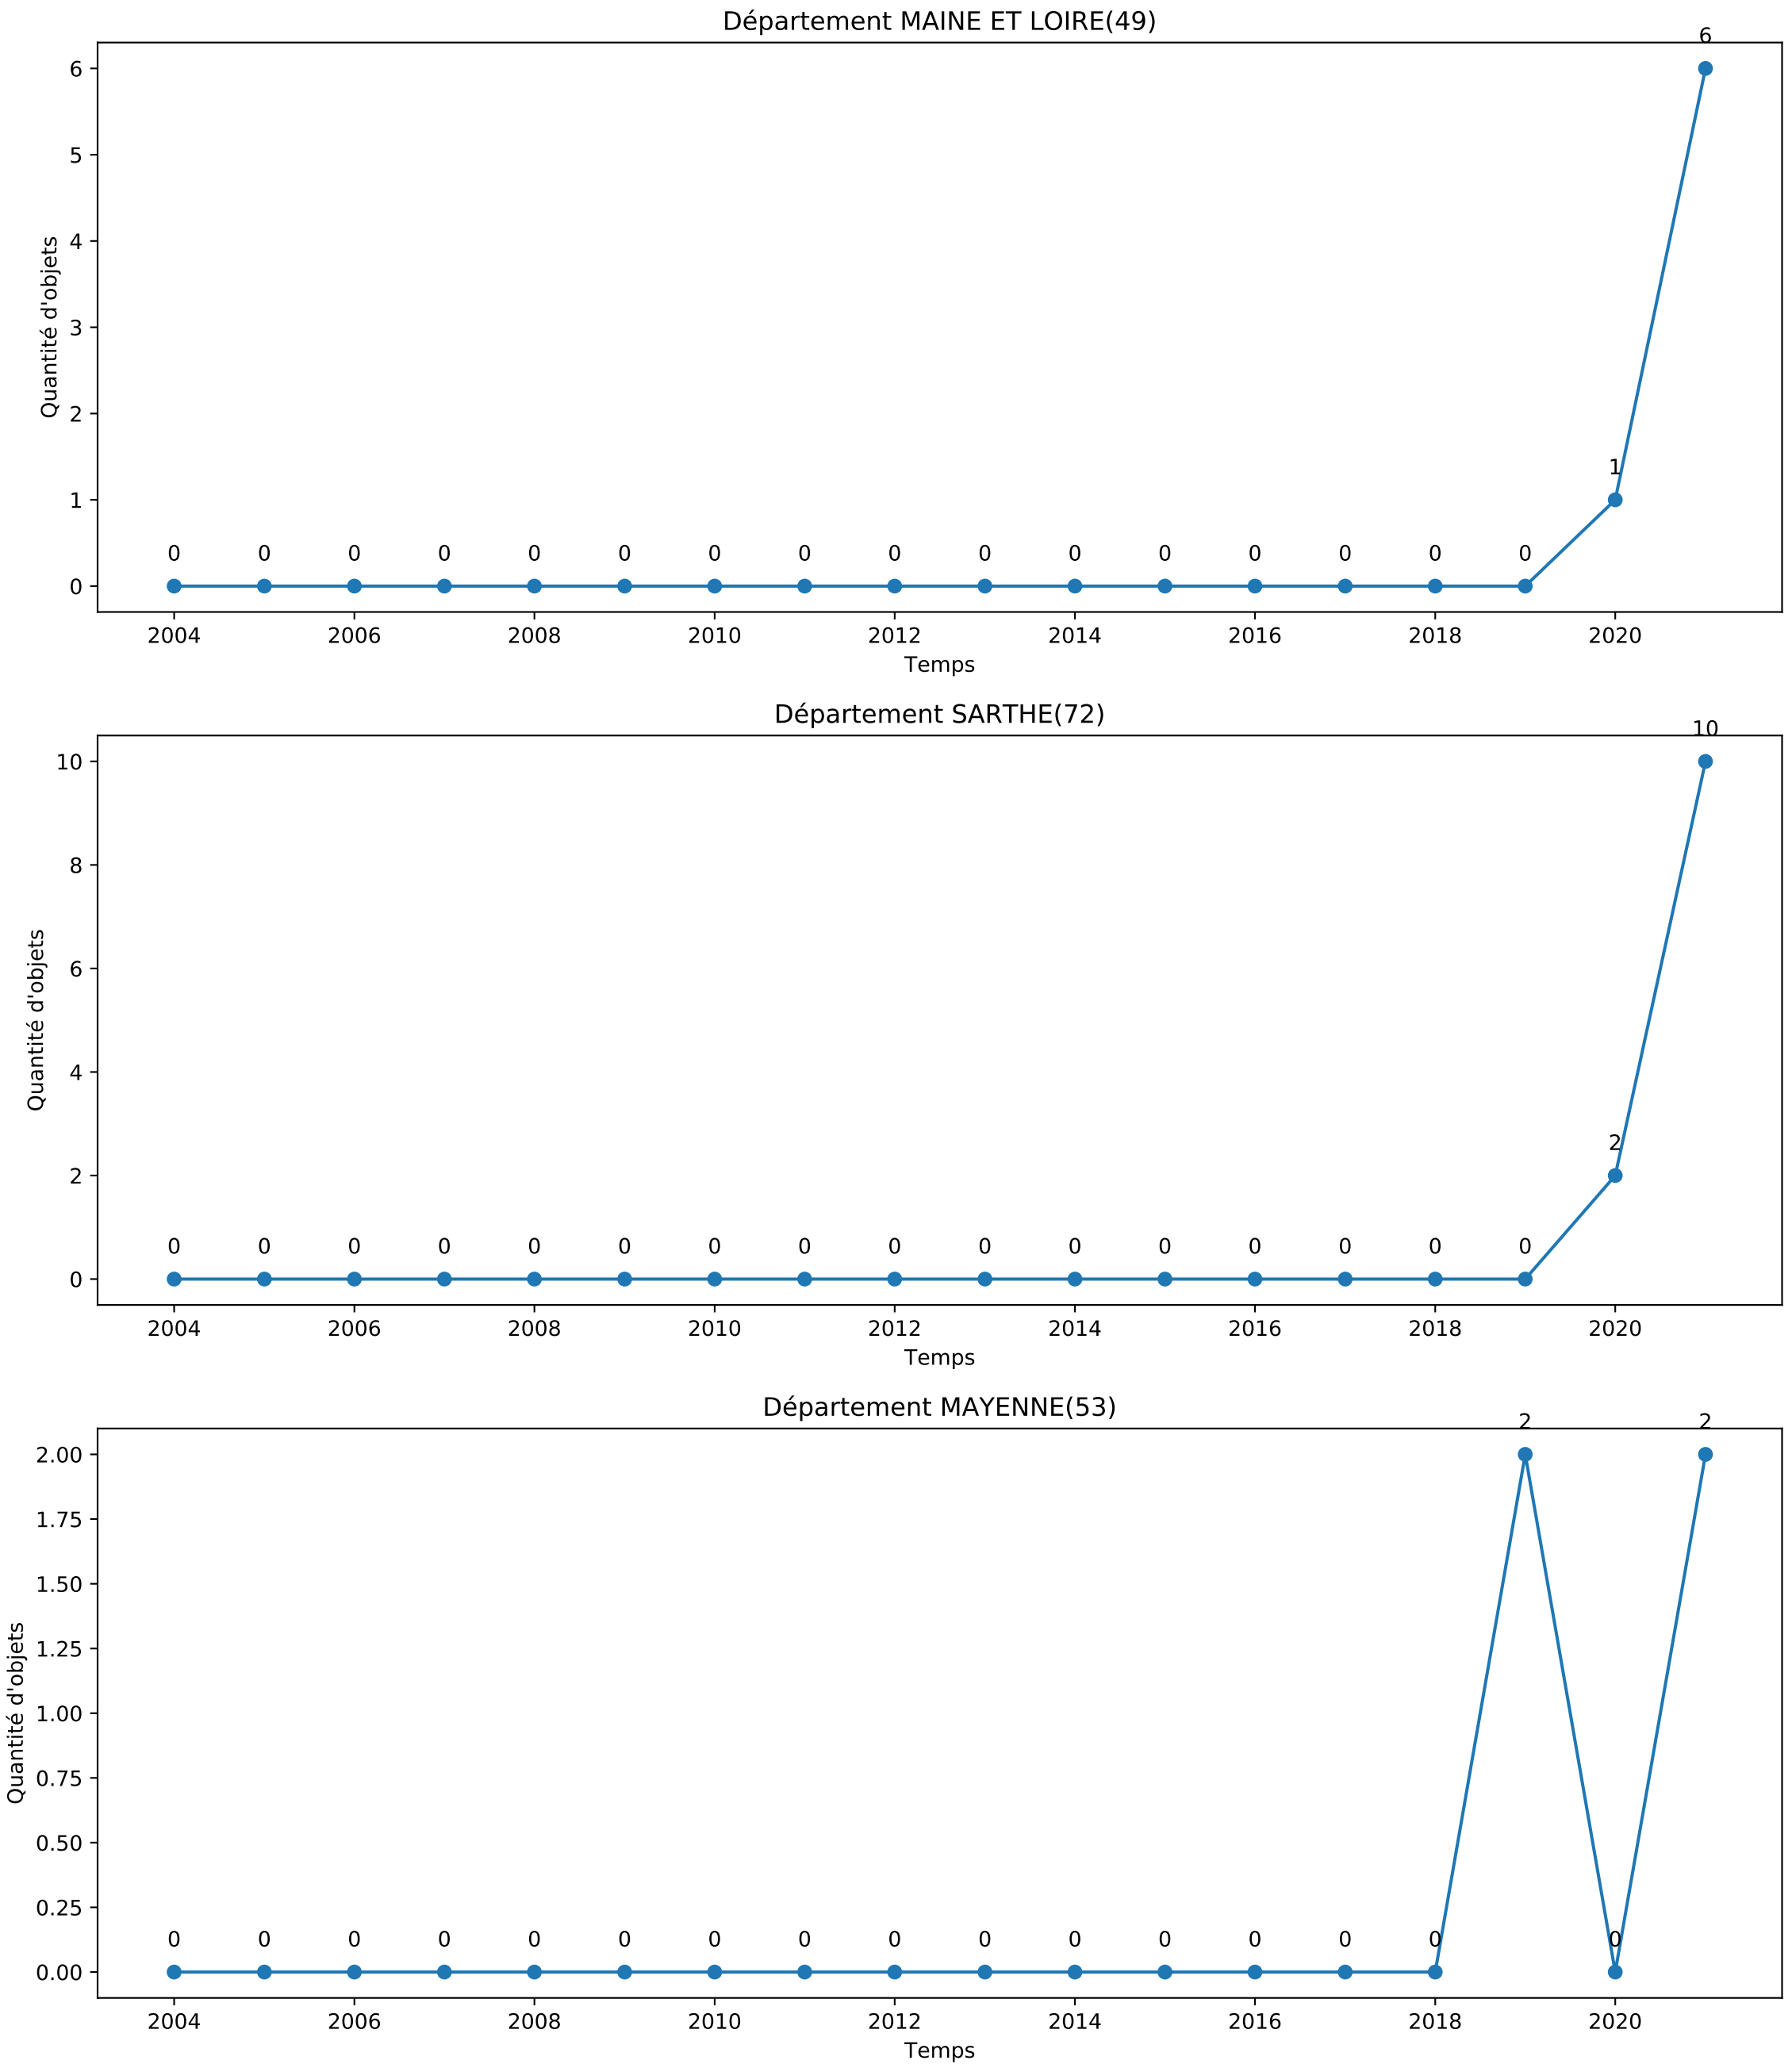 Département MAINE ET LOIRE(49)
6
6
5
4
3
2
1
1
0 0 0 0 0 0 0 0 0 0 0 0 0 0 0 0
0
Quantité d'objets
2004 2006 2008 2010 2012 2014 2016 2018 2020
Temps
Département SARTHE(72)
10
10
8
6
4
2
2
0 0 0 0 0 0 0 0 0 0 0 0 0 0 0 0
0
Quantité d'objets
2004 2006 2008 2010 2012 2014 2016 2018 2020
Temps
Département MAYENNE(53)
2 2
2.00
1.75
1.50
1.25
1.00
0.75
0.50
0.25
0 0 0 0 0 0 0 0 0 0 0 0 0 0 0 0
0.00
Quantité d'objets
2004 2006 2008 2010 2012 2014 2016 2018 2020
Temps